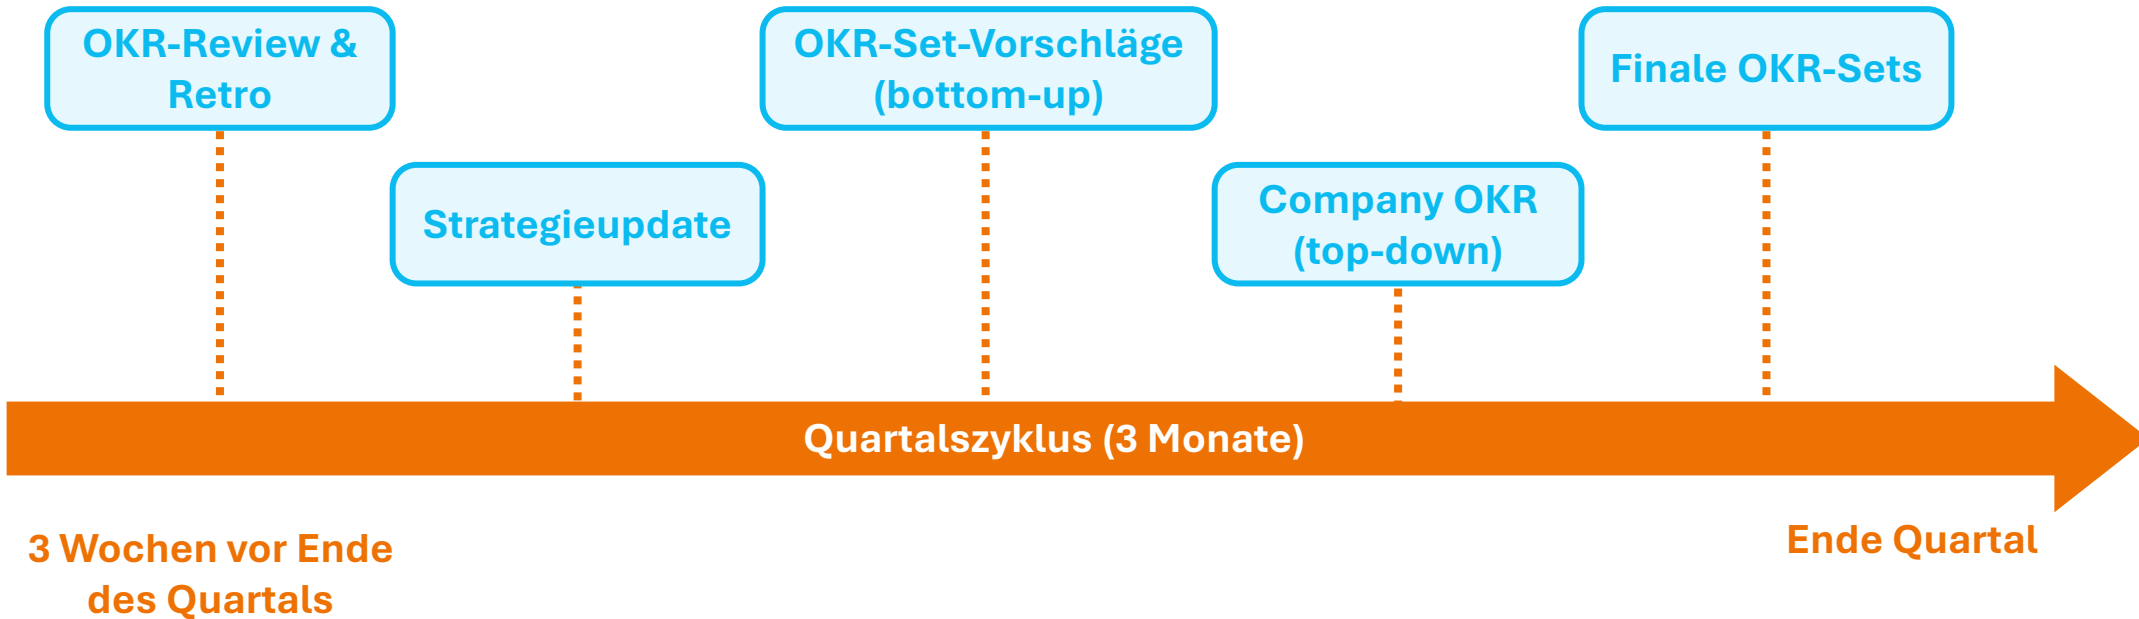 OKR-Review &
Retro
Strategieupdate
OKR-Set-Vorschläge
(bottom-up)
Company OKR
(top-down)
Finale OKR-Sets
Quartalszyklus (3 Monate)
3 Wochen vor Ende
des Quartals
Ende Quartal